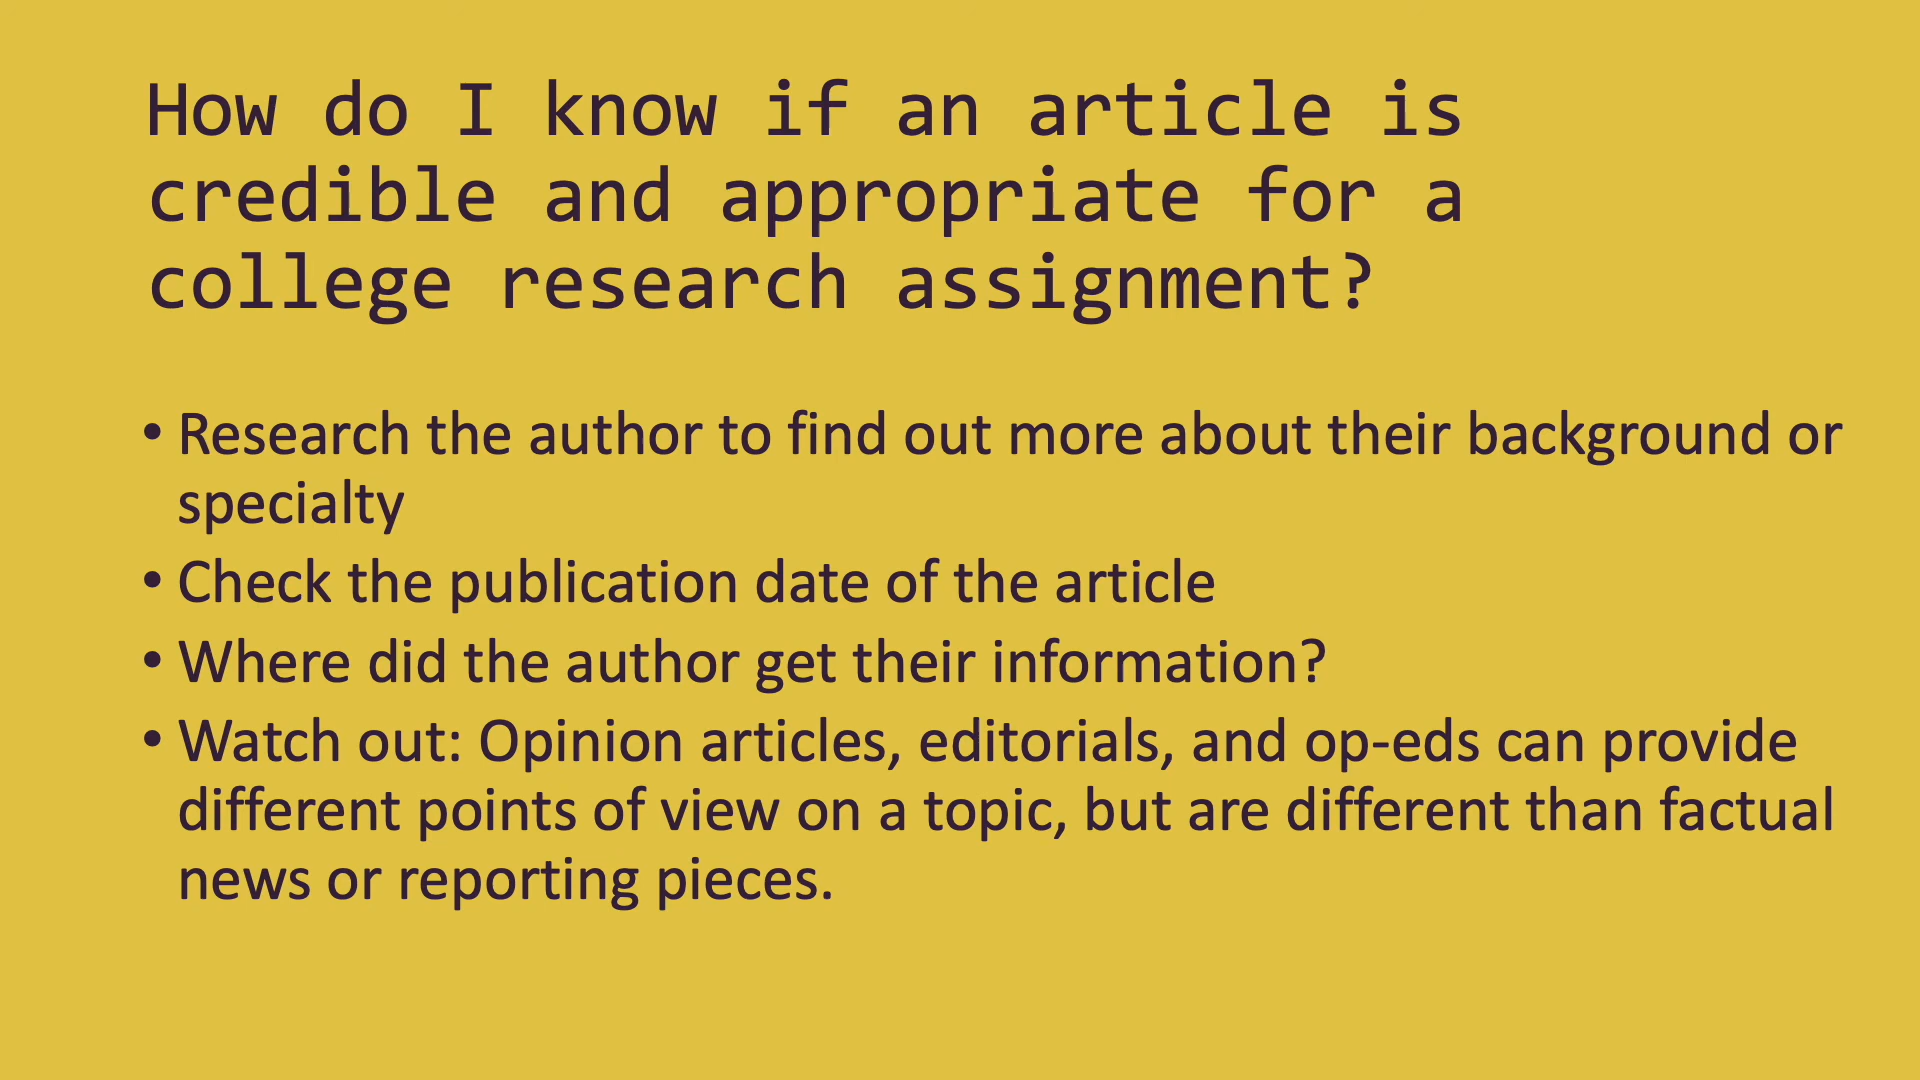 How do I know if an article is
credible and appropriate for a
college research assignment?
• Research the author to find out more about their background or
specialty
• Check the publication date of the article
• Where did the author get their information?
• Watch out: Opinion articles, editorials, and op-eds can provide
different points of view on a topic, but are different than factual
news or reporting pieces.